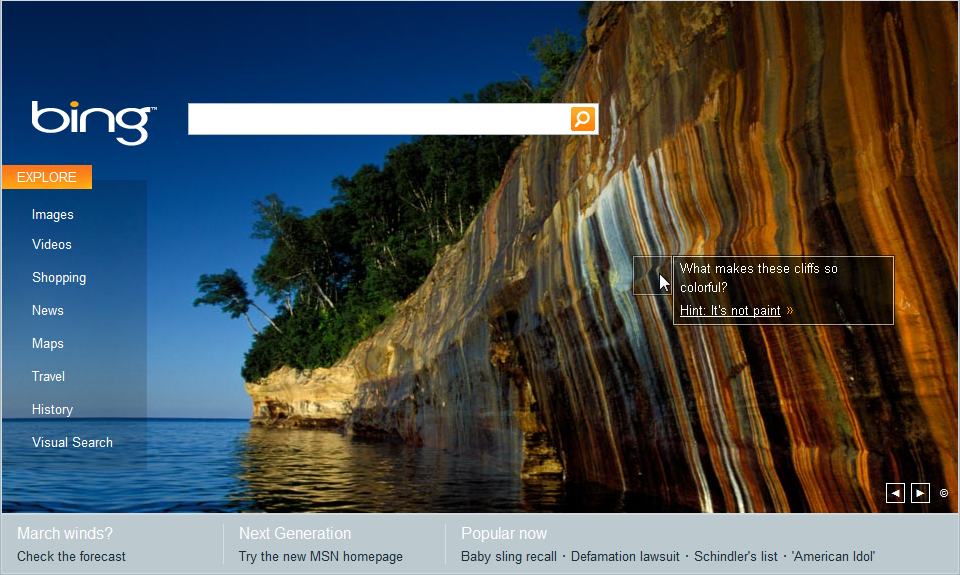 bing™
EXPLORE
Images
Videos
Shopping
News
Maps
Travel
History
Visual Search
What makes these cliffs so
colorful?
Hint: It's not paint »
©
March winds?
Check the forecast
Next Generation
Try the new MSN homepage
Popular now
Baby sling recall · Defamation lawsuit · Schindler's list · 'American Idol'